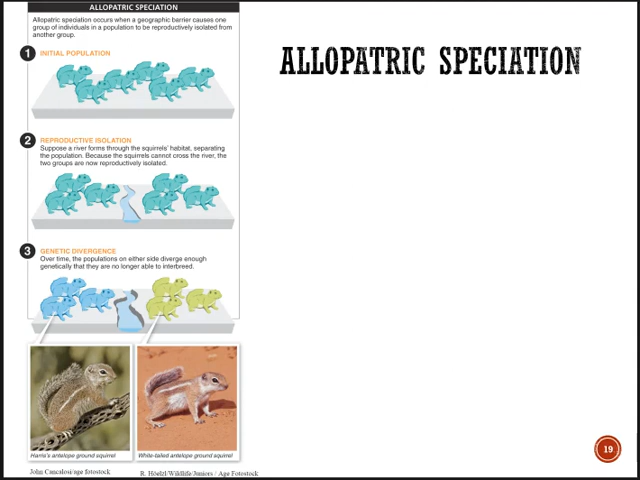 ALLOPATRIC SPECIATION
Allopatric speciation occurs when a geographic barrier causes one
group of individuals in a population to be reproductively isolated from
another group.
1 INITIAL POPULATION
2 REPRODUCTIVE ISOLATION
Suppose a river forms through the squirrels' habitat, separating
the population. Because the squirrels cannot cross the river, the
two groups are now reproductively isolated.
3 GENETIC DIVERGENCE
Over time, the populations on either side diverge enough
genetically that they are no longer able to interbreed.
Harris's antelope ground squirrel
White-tailed antelope ground squirrel
John Cancalosi/age fotostock
R. Höelzl/Wildlife/Juniors / Age Fotostock
ALLOPATRIC SPECIATION
19